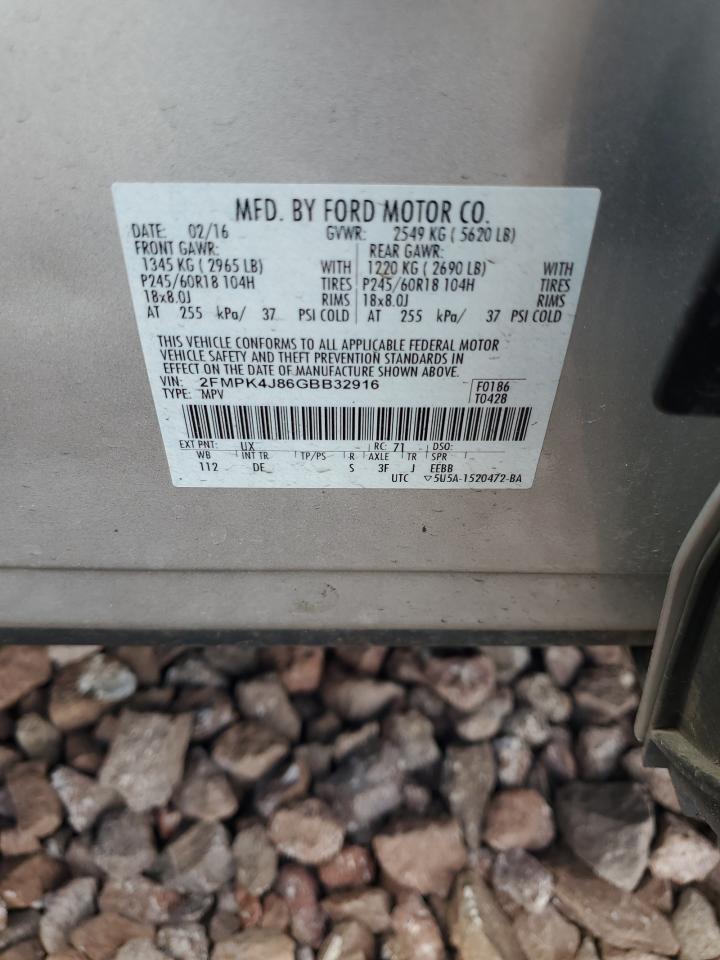 MFD. BY FORD MOTOR CO.
DATE: 02/16 GVWR: 2549 KG ( 5620 LB)
FRONT GAWR: REAR GAWR:
1345 KG ( 2965 LB) WITH 1220 KG ( 2690 LB) WITH
P245/60R18 104H TIRES P245/60R18 104H TIRES
18x8.0J RIMS 18x8.0J RIMS
AT 255 kPa/ 37 PSI COLD AT 255 kPa/ 37 PSI COLD
THIS VEHICLE CONFORMS TO ALL APPLICABLE FEDERAL MOTOR
VEHICLE SAFETY AND THEFT PREVENTION STANDARDS IN
EFFECT ON THE DATE OF MANUFACTURE SHOWN ABOVE.
VIN: 2FMPK4J86GBB32916 F0186
TYPE: MPV T0428
EXT PNT: UX RC: 71 DSO:
WB INT TR TP/PS R AXLE TR SPR
112 DE S 3F J EEBB
UTC ▽5U5A-1520472-BA